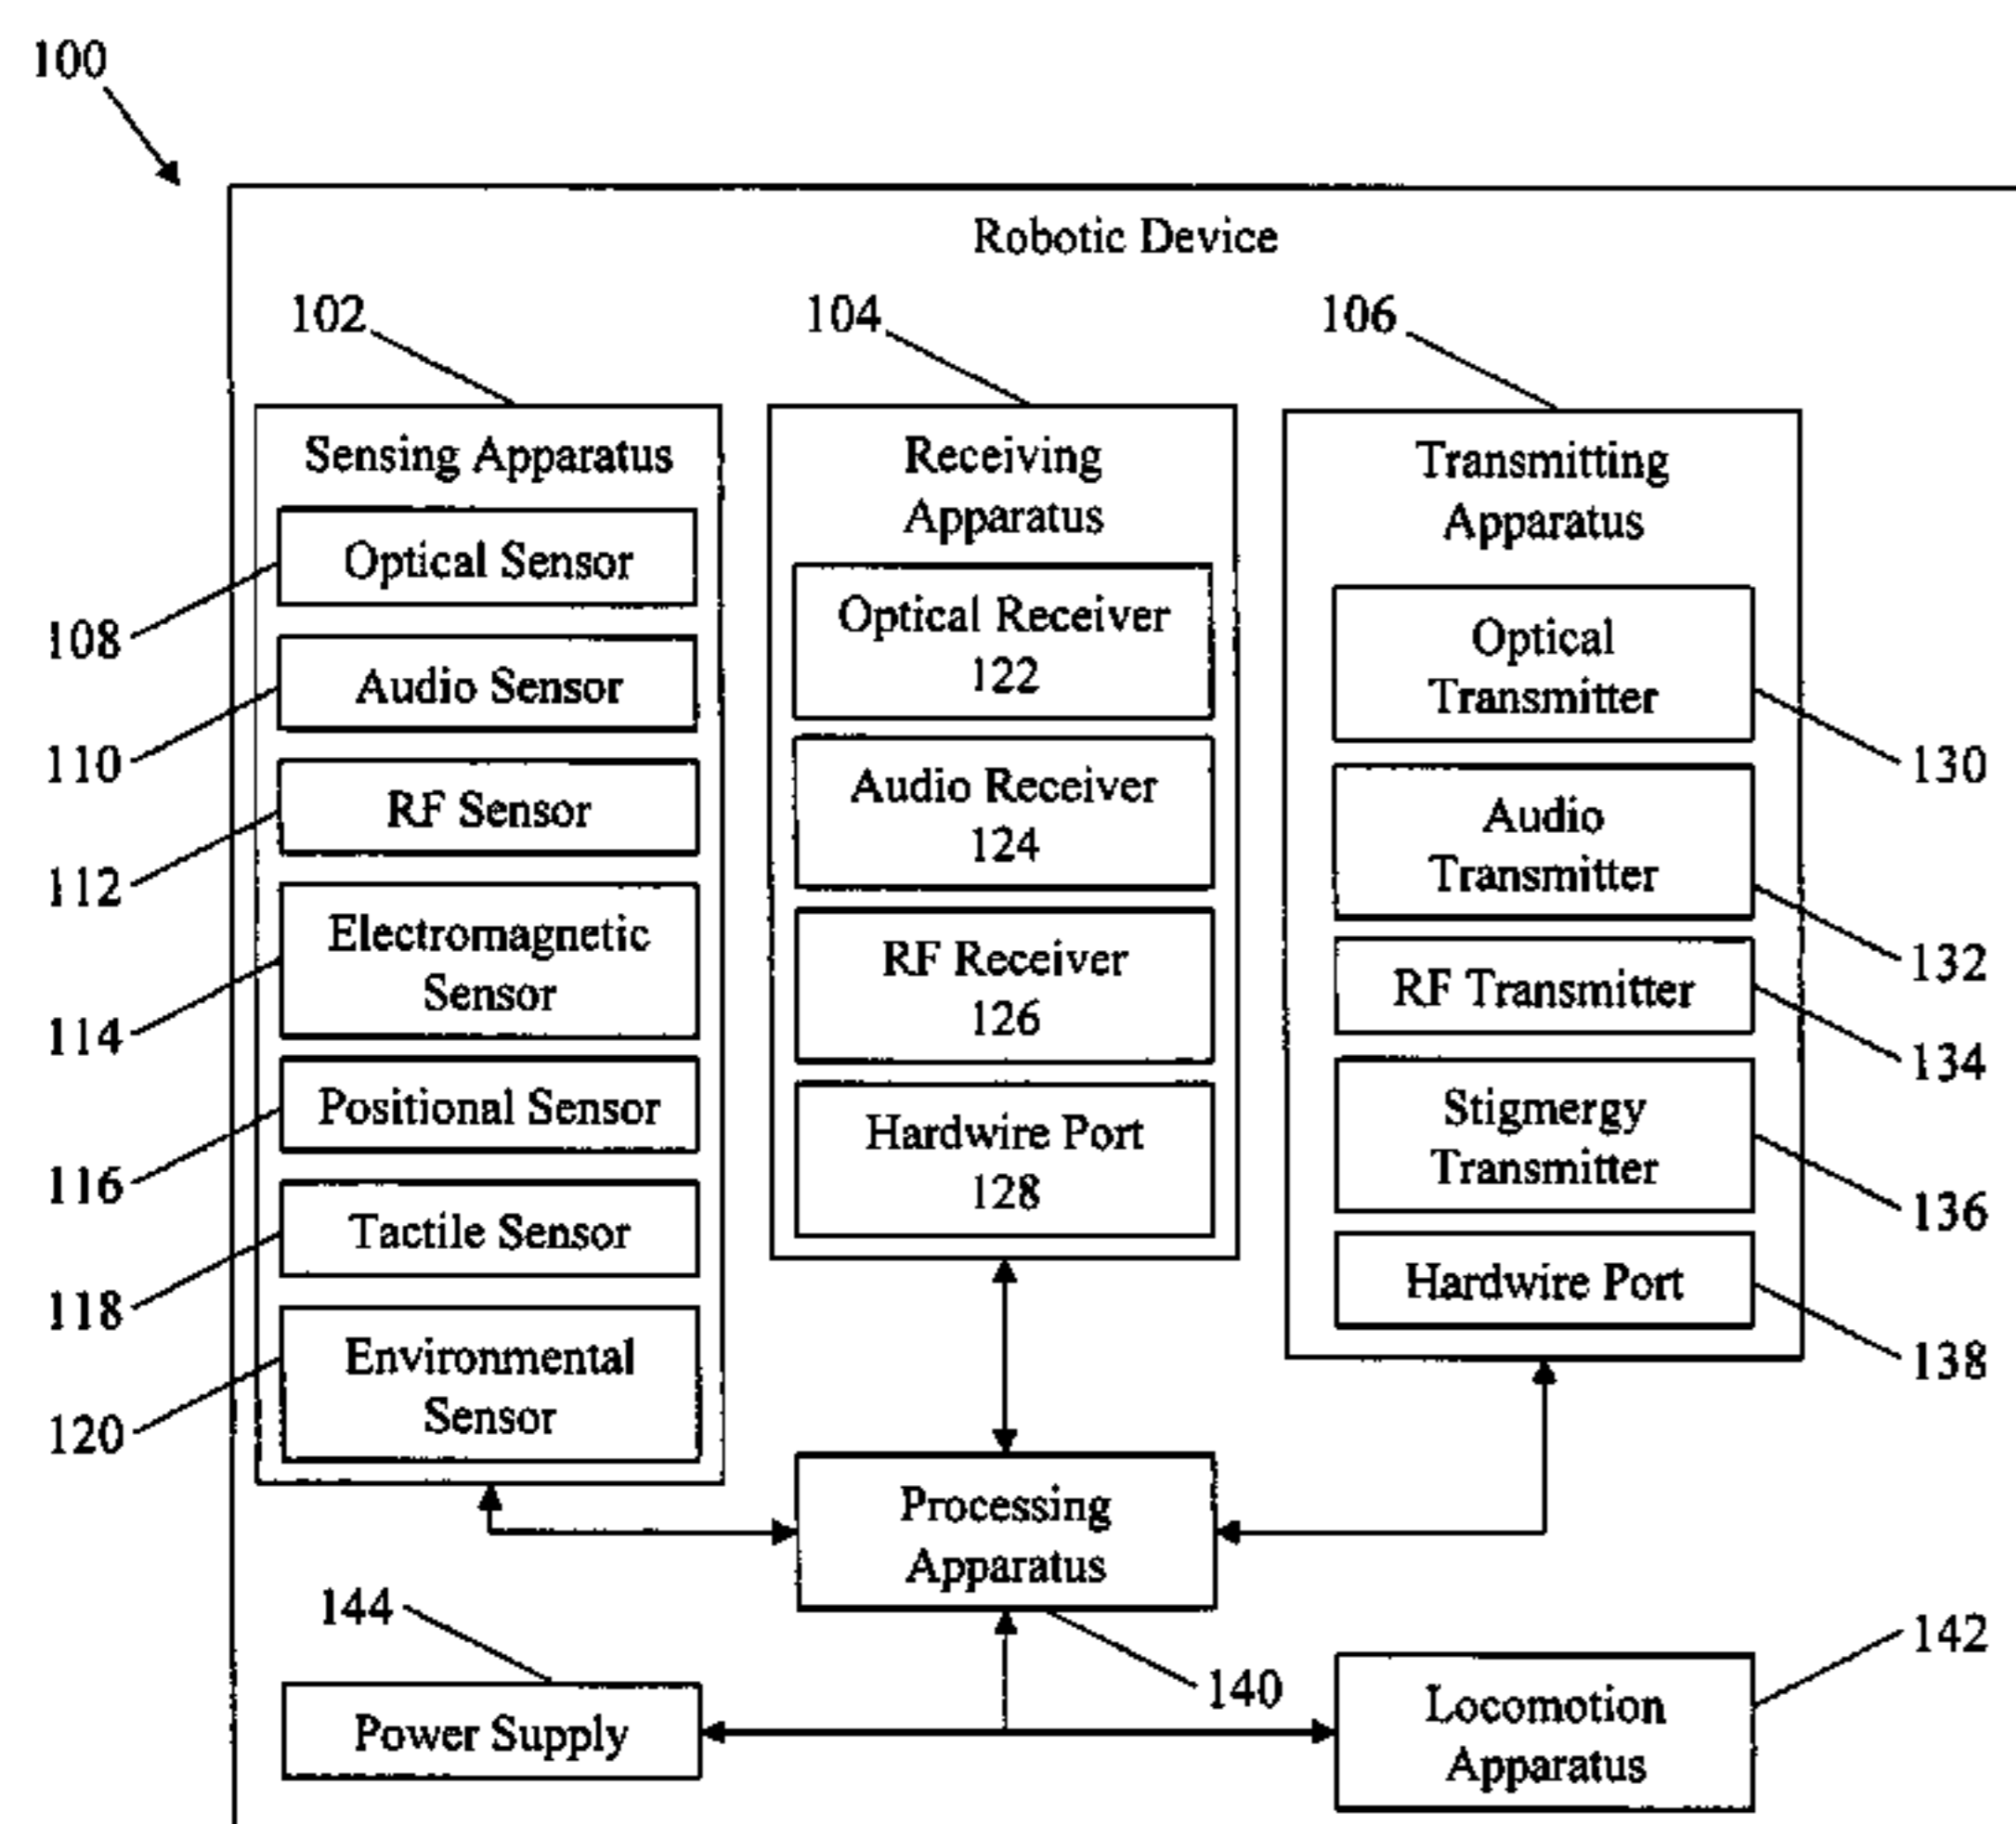 100
Robotic Device
102
104
106
Sensing Apparatus
Optical Sensor
108
Audio Sensor
110
RF Sensor
112
Electromagnetic
Sensor
114
Positional Sensor
116
Tactile Sensor
118
Environmental
Sensor
120
Receiving
Apparatus
Optical Receiver
122
Audio Receiver
124
RF Receiver
126
Hardwire Port
128
Transmitting
Apparatus
Optical
Transmitter
130
Audio
Transmitter
132
RF Transmitter
134
Stigmergy
Transmitter
136
Hardwire Port
138
Processing
Apparatus
140
144
Power Supply
142
Locomotion
Apparatus